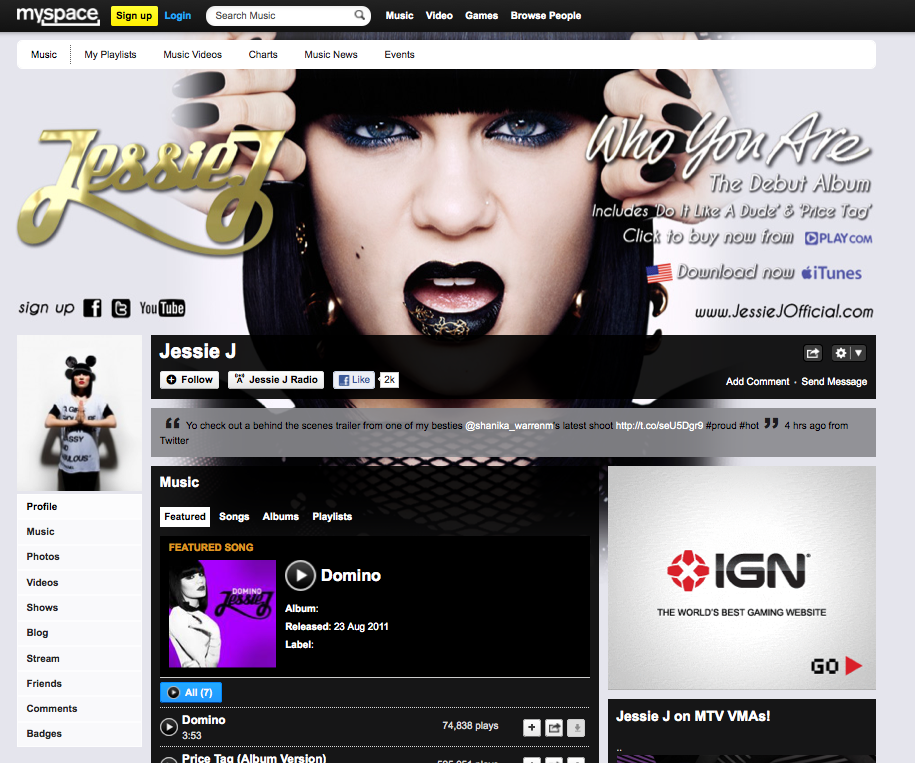 myspace Sign up Login Search Music Music Video Games Browse People
Music My Playlists Music Videos Charts Music News Events
Jessie J
Who You Are
The Debut Album
Includes 'Do It Like A Dude' & 'Price Tag'
Click to buy now from PLAY.COM
Download now iTunes
sign up YouTube
www.JessieJOfficial.com
Jessie J
Follow Jessie J Radio Like 2k
Add Comment · Send Message
“ Yo check out a behind the scenes trailer from one of my besties @shanika_warrenm's latest shoot http://t.co/seU5Dgr9 #proud #hot ” 4 hrs ago from
Twitter
Profile
Music
Photos
Videos
Shows
Blog
Stream
Friends
Comments
Badges
Music
Featured Songs Albums Playlists
FEATURED SONG
DOMINO
Jessie J
Domino
Album:
Released: 23 Aug 2011
Label:
All (7)
Domino
3:53
74,838 plays
Price Tag (Album Version)
IGN
THE WORLD'S BEST GAMING WEBSITE
GO
Jessie J on MTV VMAs!
..